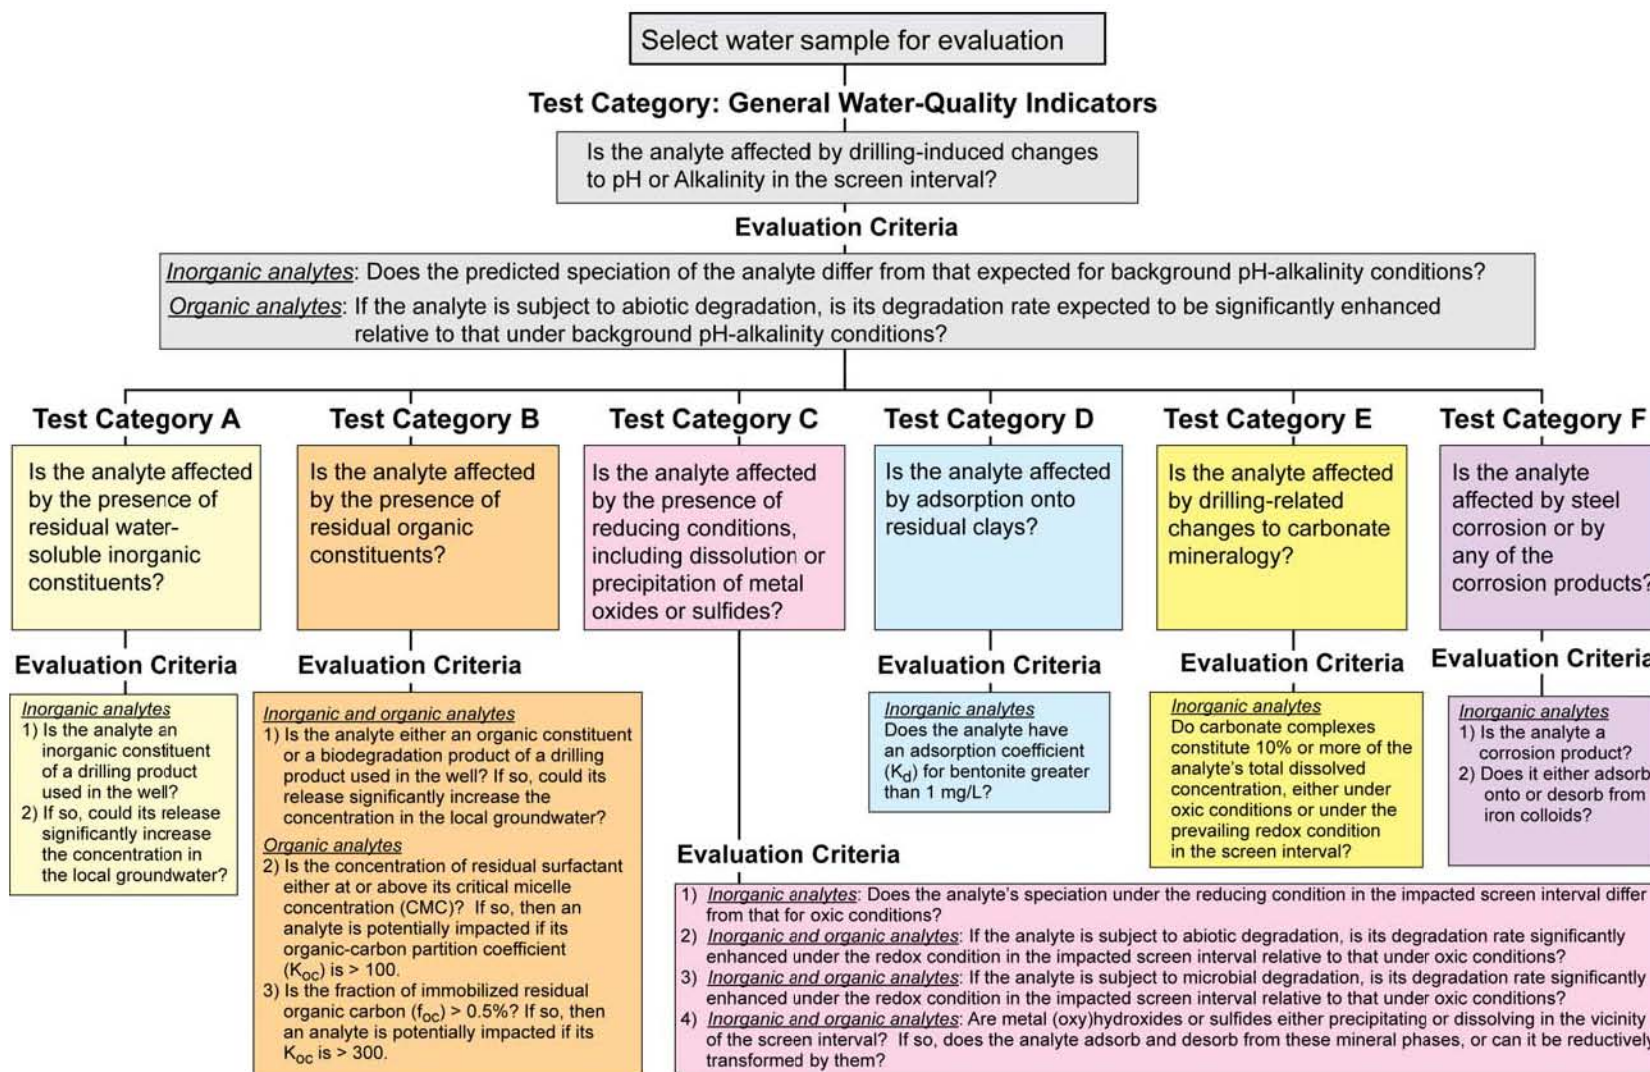 Select water sample for evaluation
Test Category: General Water-Quality Indicators
Is the analyte affected by drilling-induced changes
to pH or Alkalinity in the screen interval?
Evaluation Criteria
Inorganic analytes: Does the predicted speciation of the analyte differ from that expected for background pH-alkalinity conditions?
Organic analytes: If the analyte is subject to abiotic degradation, is its degradation rate expected to be significantly enhanced
relative to that under background pH-alkalinity conditions?
Test Category A
Is the analyte affected
by the presence of
residual water-
soluble inorganic
constituents?
Evaluation Criteria
Inorganic analytes
1) Is the analyte an
inorganic constituent
of a drilling product
used in the well?
2) If so, could its release
significantly increase
the concentration in
the local groundwater?
Test Category B
Is the analyte affected
by the presence of
residual organic
constituents?
Evaluation Criteria
Inorganic and organic analytes
1) Is the analyte either an organic constituent
or a biodegradation product of a drilling
product used in the well? If so, could its
release significantly increase the
concentration in the local groundwater?
Organic analytes
2) Is the concentration of residual surfactant
either at or above its critical micelle
concentration (CMC)? If so, then an
analyte is potentially impacted if its
organic-carbon partition coefficient
(Koc) is > 100.
3) Is the fraction of immobilized residual
organic carbon (foc) > 0.5%? If so, then
an analyte is potentially impacted if its
Koc is > 300.
Test Category C
Is the analyte affected
by the presence of
reducing conditions,
including dissolution or
precipitation of metal
oxides or sulfides?
Evaluation Criteria
1) Inorganic analytes: Does the analyte's speciation under the reducing condition in the impacted screen interval differ
from that for oxic conditions?
2) Inorganic and organic analytes: If the analyte is subject to abiotic degradation, is its degradation rate significantly
enhanced under the redox condition in the impacted screen interval relative to that under oxic conditions?
3) Inorganic and organic analytes: If the analyte is subject to microbial degradation, is its degradation rate significantly
enhanced under the redox condition in the impacted screen interval relative to that under oxic conditions?
4) Inorganic and organic analytes: Are metal (oxy)hydroxides or sulfides either precipitating or dissolving in the vicinity
of the screen interval? If so, does the analyte adsorb and desorb from these mineral phases, or can it be reductively
transformed by them?
Test Category D
Is the analyte affected
by adsorption onto
residual clays?
Evaluation Criteria
Inorganic analytes
Does the analyte have
an adsorption coefficient
(Kd) for bentonite greater
than 1 mg/L?
Test Category E
Is the analyte affected
by drilling-related
changes to carbonate
mineralogy?
Evaluation Criteria
Inorganic analytes
Do carbonate complexes
constitute 10% or more of the
analyte's total dissolved
concentration, either under
oxic conditions or under the
prevailing redox condition
in the screen interval?
Test Category F
Is the analyte
affected by steel
corrosion or by
any of the
corrosion products?
Evaluation Criteria
Inorganic analytes
1) Is the analyte a
corrosion product?
2) Does it either adsorb
onto or desorb from
iron colloids?